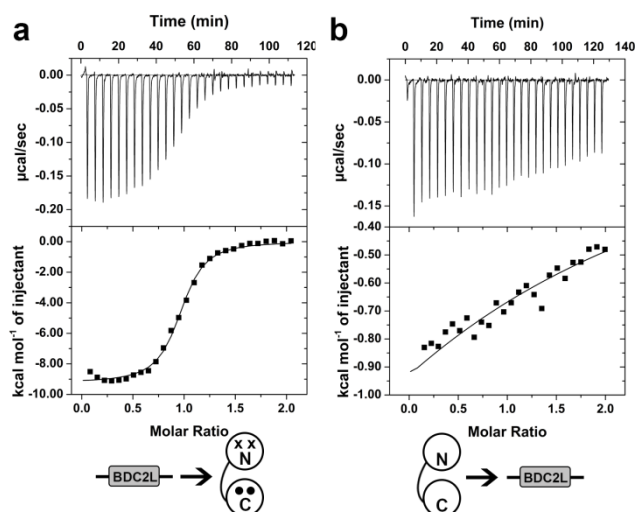 a
Time (min)
0 20 40 60 80 100 120
0.00
-0.05
-0.10
-0.15
-0.20
µcal/sec
0.00
-2.00
-4.00
-6.00
-8.00
-10.00
kcal mol⁻¹ of injectant
0.0 0.5 1.0 1.5 2.0
Molar Ratio
BDC2L
x x
N
C
b
Time (min)
0 20 40 60 80 100 120 140
0.00
-0.05
-0.10
-0.15
µcal/sec
-0.40
-0.50
-0.60
-0.70
-0.80
-0.90
-1.00
kcal mol⁻¹ of injectant
0.0 0.5 1.0 1.5 2.0
Molar Ratio
N
C
BDC2L